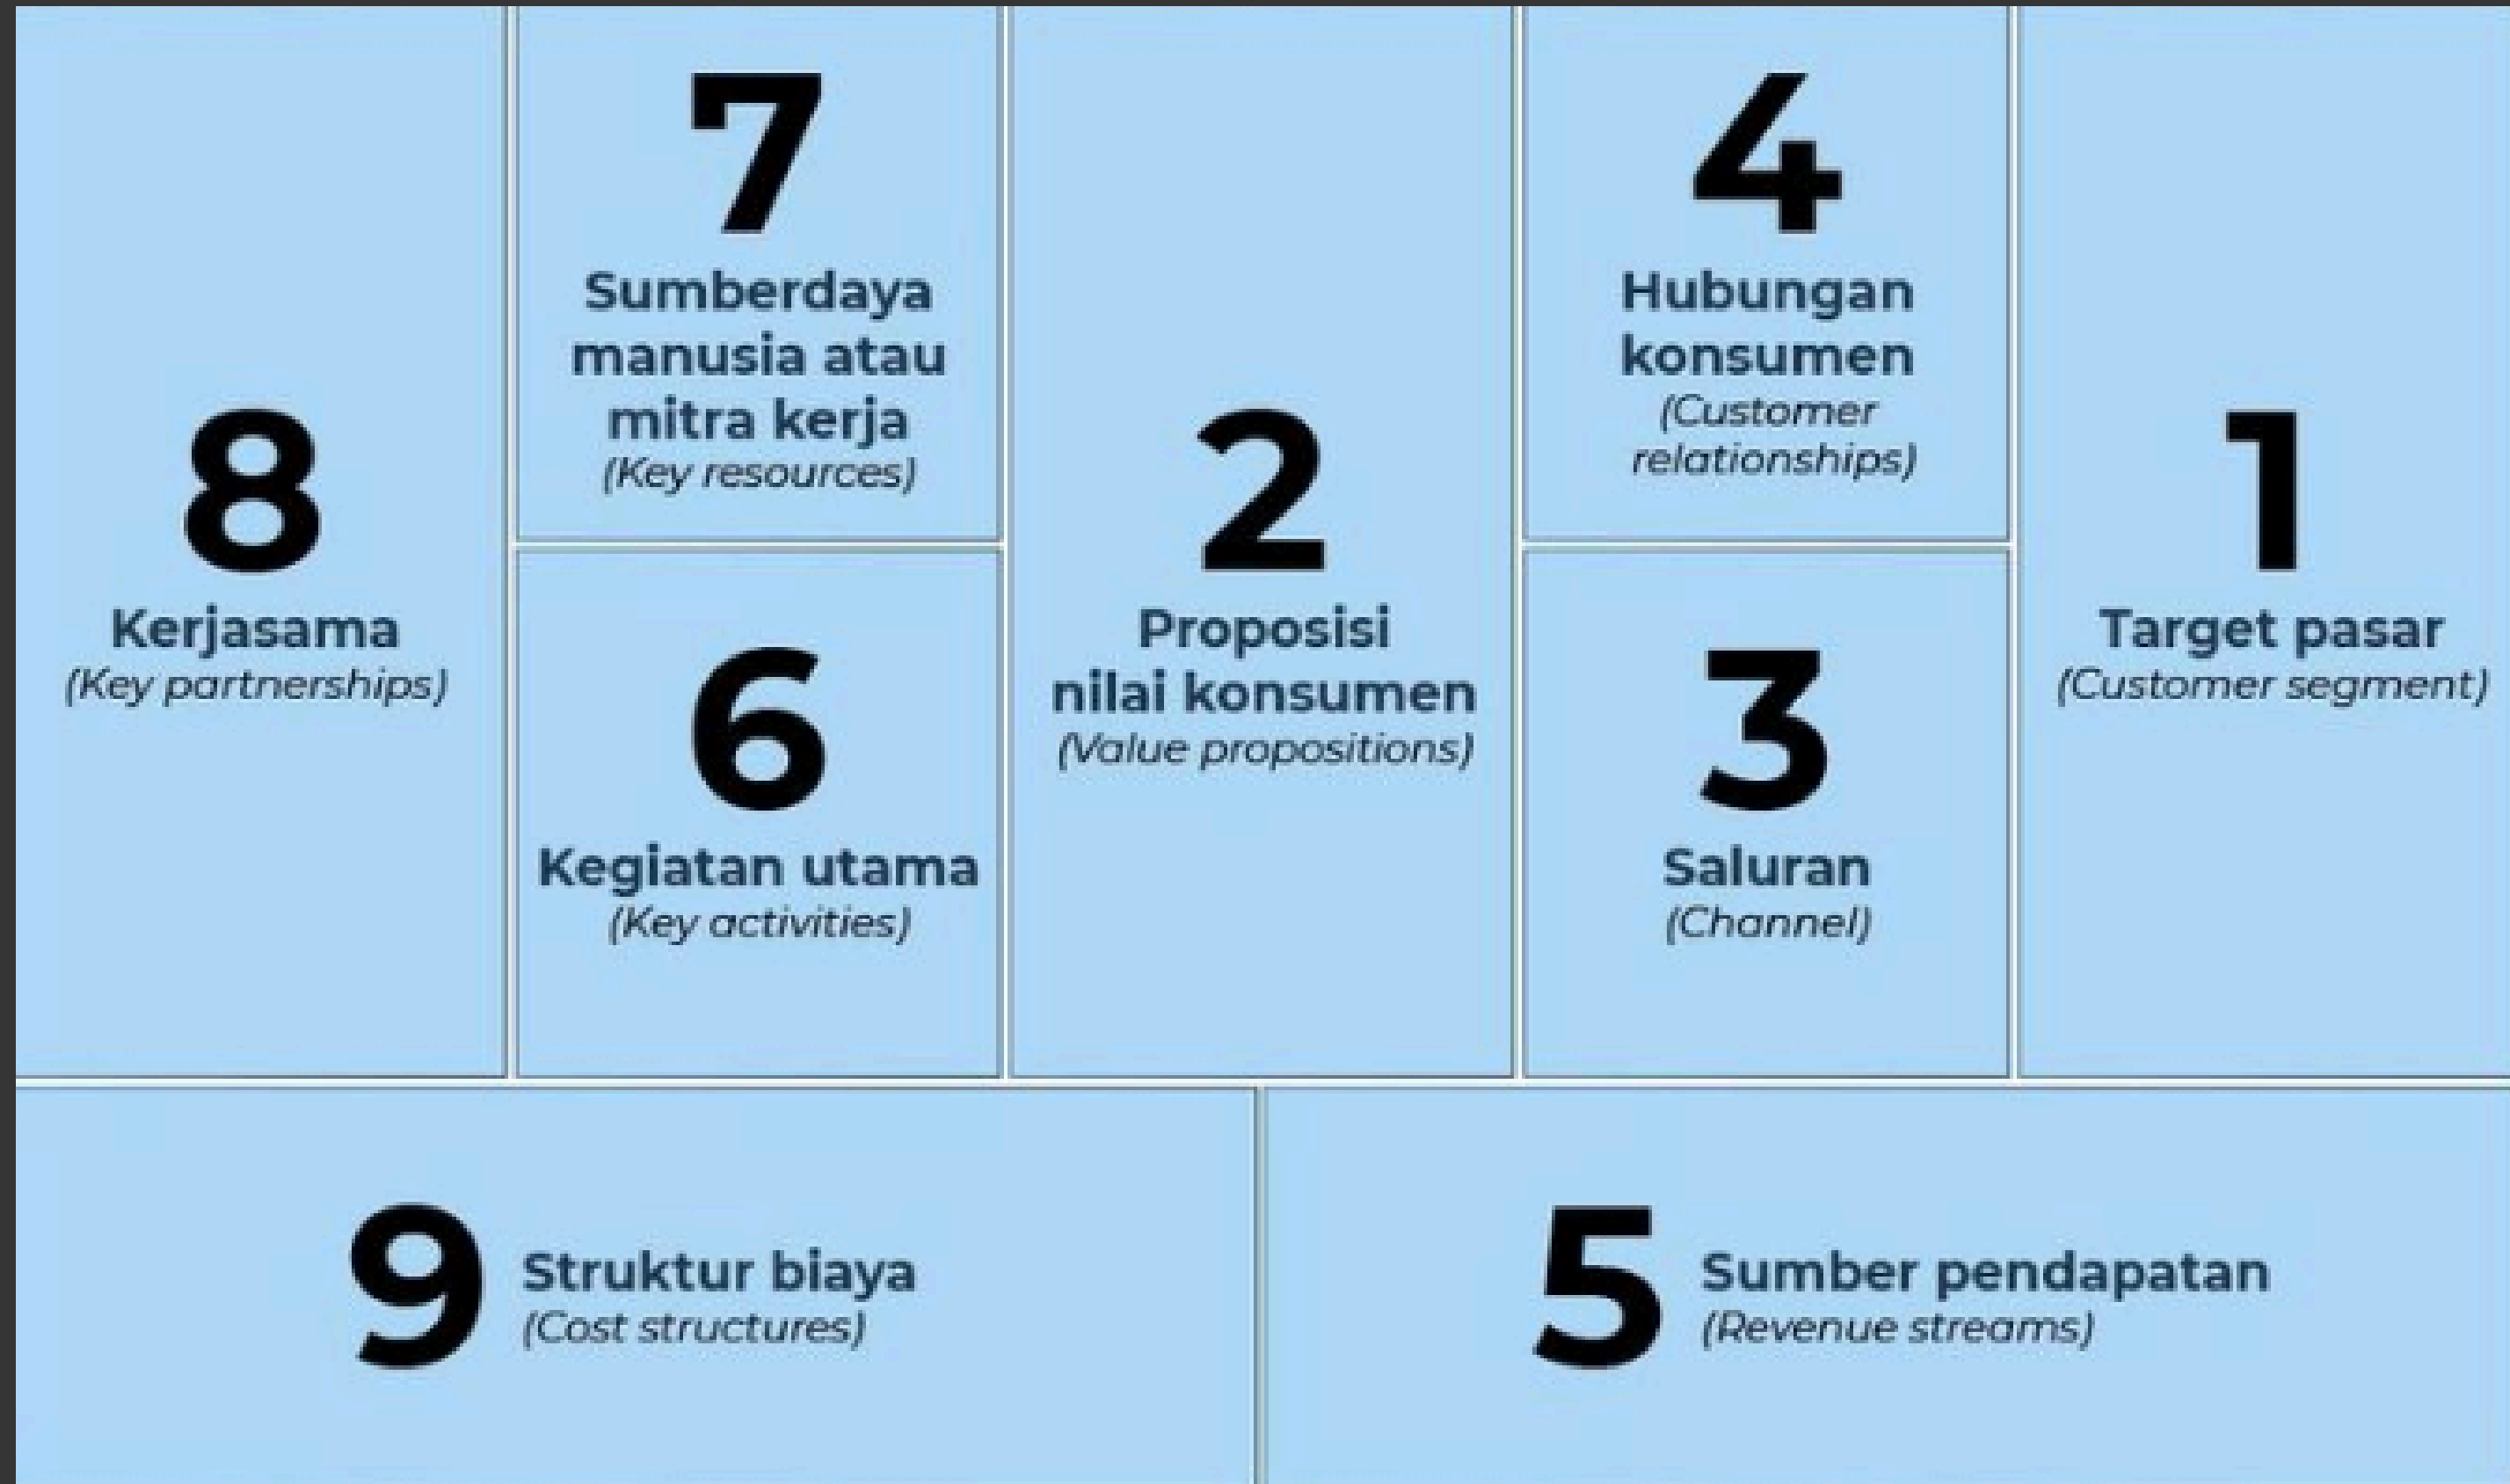 8
Kerjasama
(Key partnerships)
7
Sumberdaya
manusia atau
mitra kerja
(Key resources)
6
Kegiatan utama
(Key activities)
2
Proposisi
nilai konsumen
(Value propositions)
4
Hubungan
konsumen
(Customer
relationships)
3
Saluran
(Channel)
1
Target pasar
(Customer segment)
9
Struktur biaya
(Cost structures)
5
Sumber pendapatan
(Revenue streams)